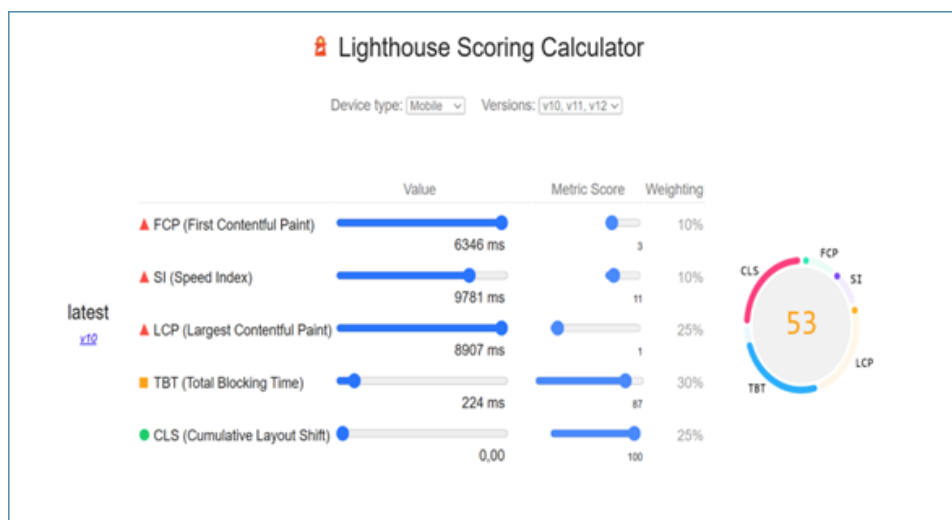 Lighthouse Scoring Calculator
Device type: Mobile Versions: v10, v11, v12
Value Metric Score Weighting
FCP (First Contentful Paint) 10%
6346 ms 3
SI (Speed Index) 10%
9781 ms 11
latest
v10
LCP (Largest Contentful Paint) 25%
8907 ms 1
TBT (Total Blocking Time) 30%
224 ms 87
CLS (Cumulative Layout Shift) 25%
0,00 100
FCP
CLS
SI
53
LCP
TBT